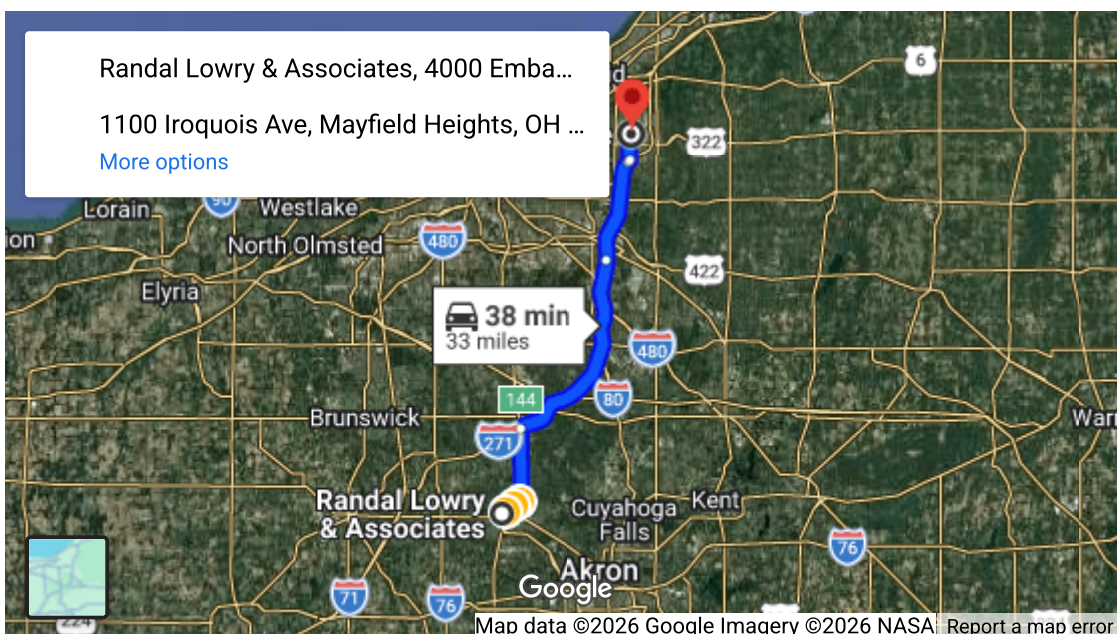 Randal Lowry & Associates, 4000 Emba...
1100 Iroquois Ave, Mayfield Heights, OH ...
More options
6
322
90
Lorain
Westlake
North Olmsted
480
422
Elyria
38 min
33 miles
480
144
80
Brunswick
271
Randal Lowry
& Associates
Cuyahoga
Falls
Kent
76
Akron
Google
71
76
224
Map data ©2026 Google Imagery ©2026 NASA
Report a map error